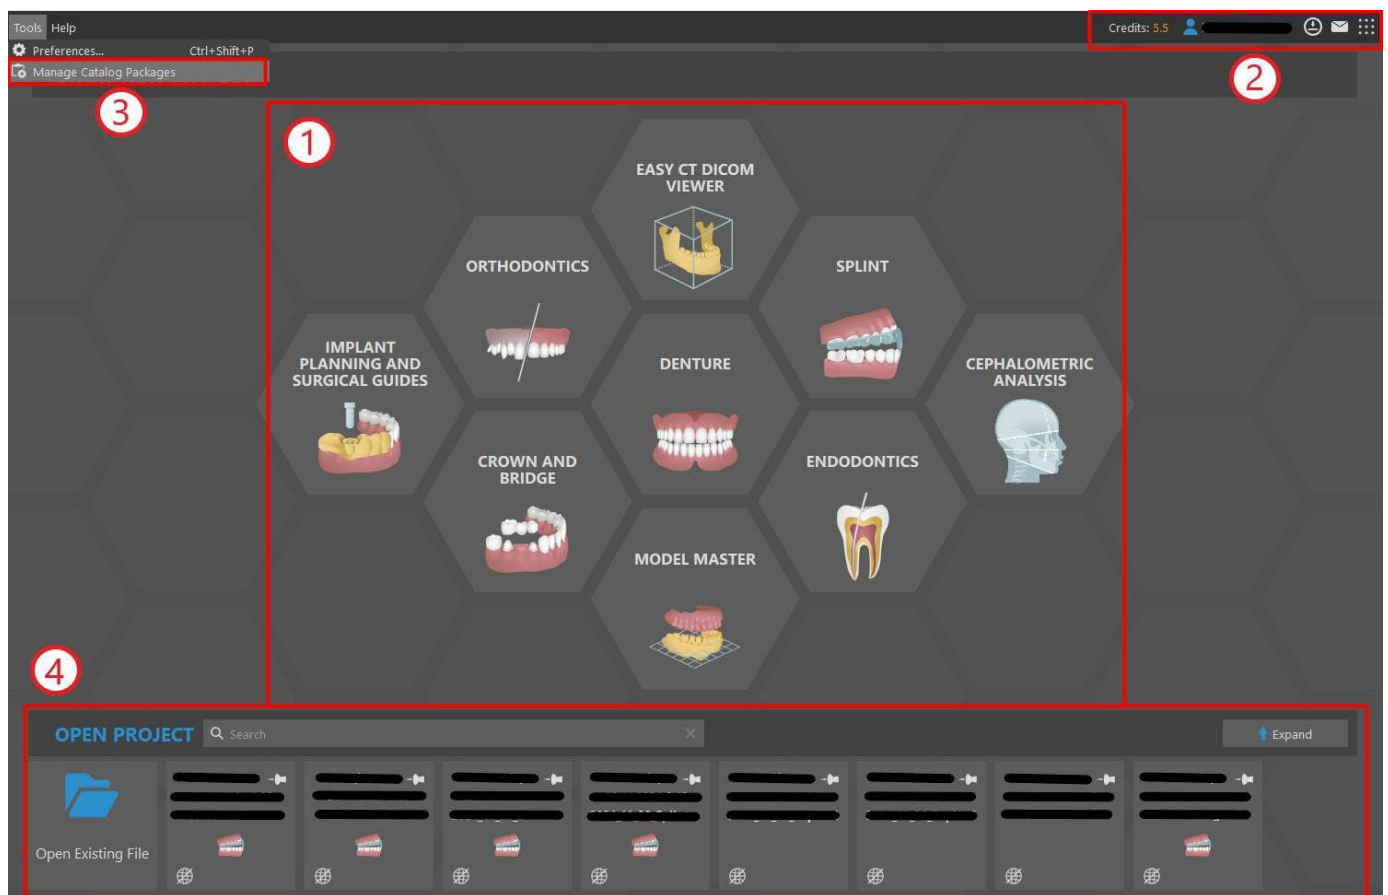 Tools Help
Credits: 5.5
Preferences... Ctrl+Shift+P
Manage Catalog Packages
2
3
1
EASY CT DICOM
VIEWER
ORTHODONTICS
SPLINT
IMPLANT
PLANNING AND
SURGICAL GUIDES
DENTURE
CEPHALOMETRIC
ANALYSIS
CROWN AND
BRIDGE
ENDODONTICS
MODEL MASTER
4
OPEN PROJECT
Search
Expand
Open Existing File